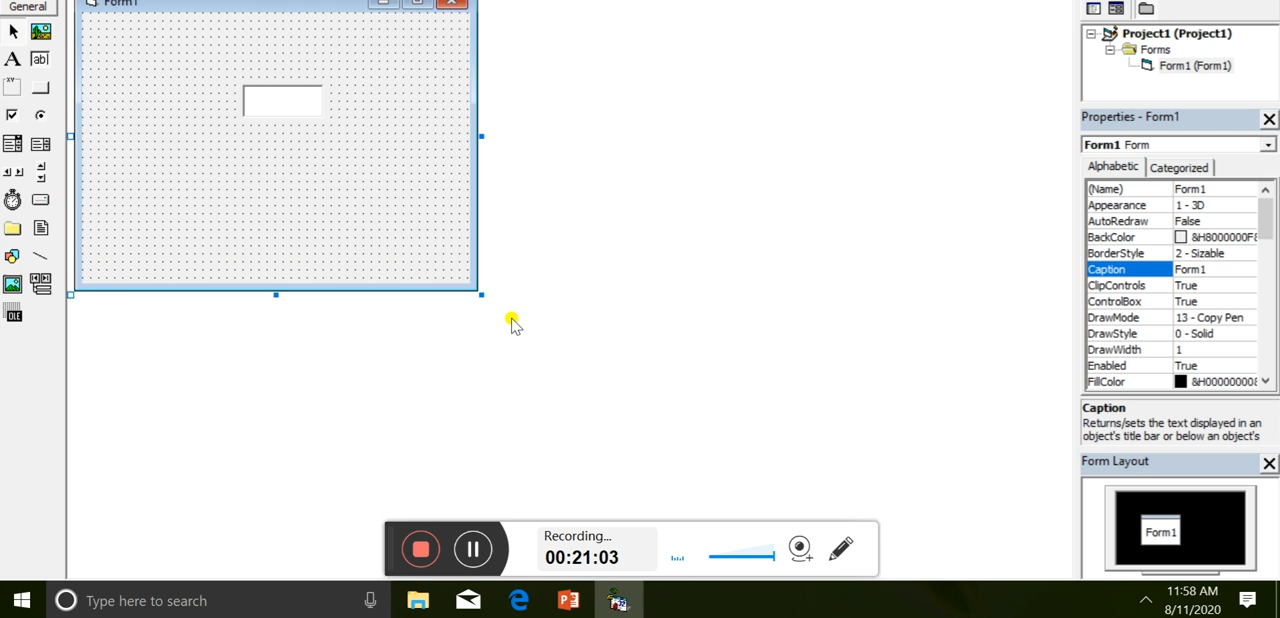 General
Form1
A
ab
XY
OLE
Project1 (Project1)
Forms
Form1 (Form1)
Properties - Form1
Form1 Form
Alphabetic Categorized
(Name) Form1
Appearance 1 - 3D
AutoRedraw False
BackColor &H8000000F&
BorderStyle 2 - Sizable
Caption Form1
ClipControls True
ControlBox True
DrawMode 13 - Copy Pen
DrawStyle 0 - Solid
DrawWidth 1
Enabled True
FillColor &H00000000&
Caption
Returns/sets the text displayed in an
object's title bar or below an object's
Form Layout
Form1
Recording...
00:21:03
Type here to search
11:58 AM
8/11/2020